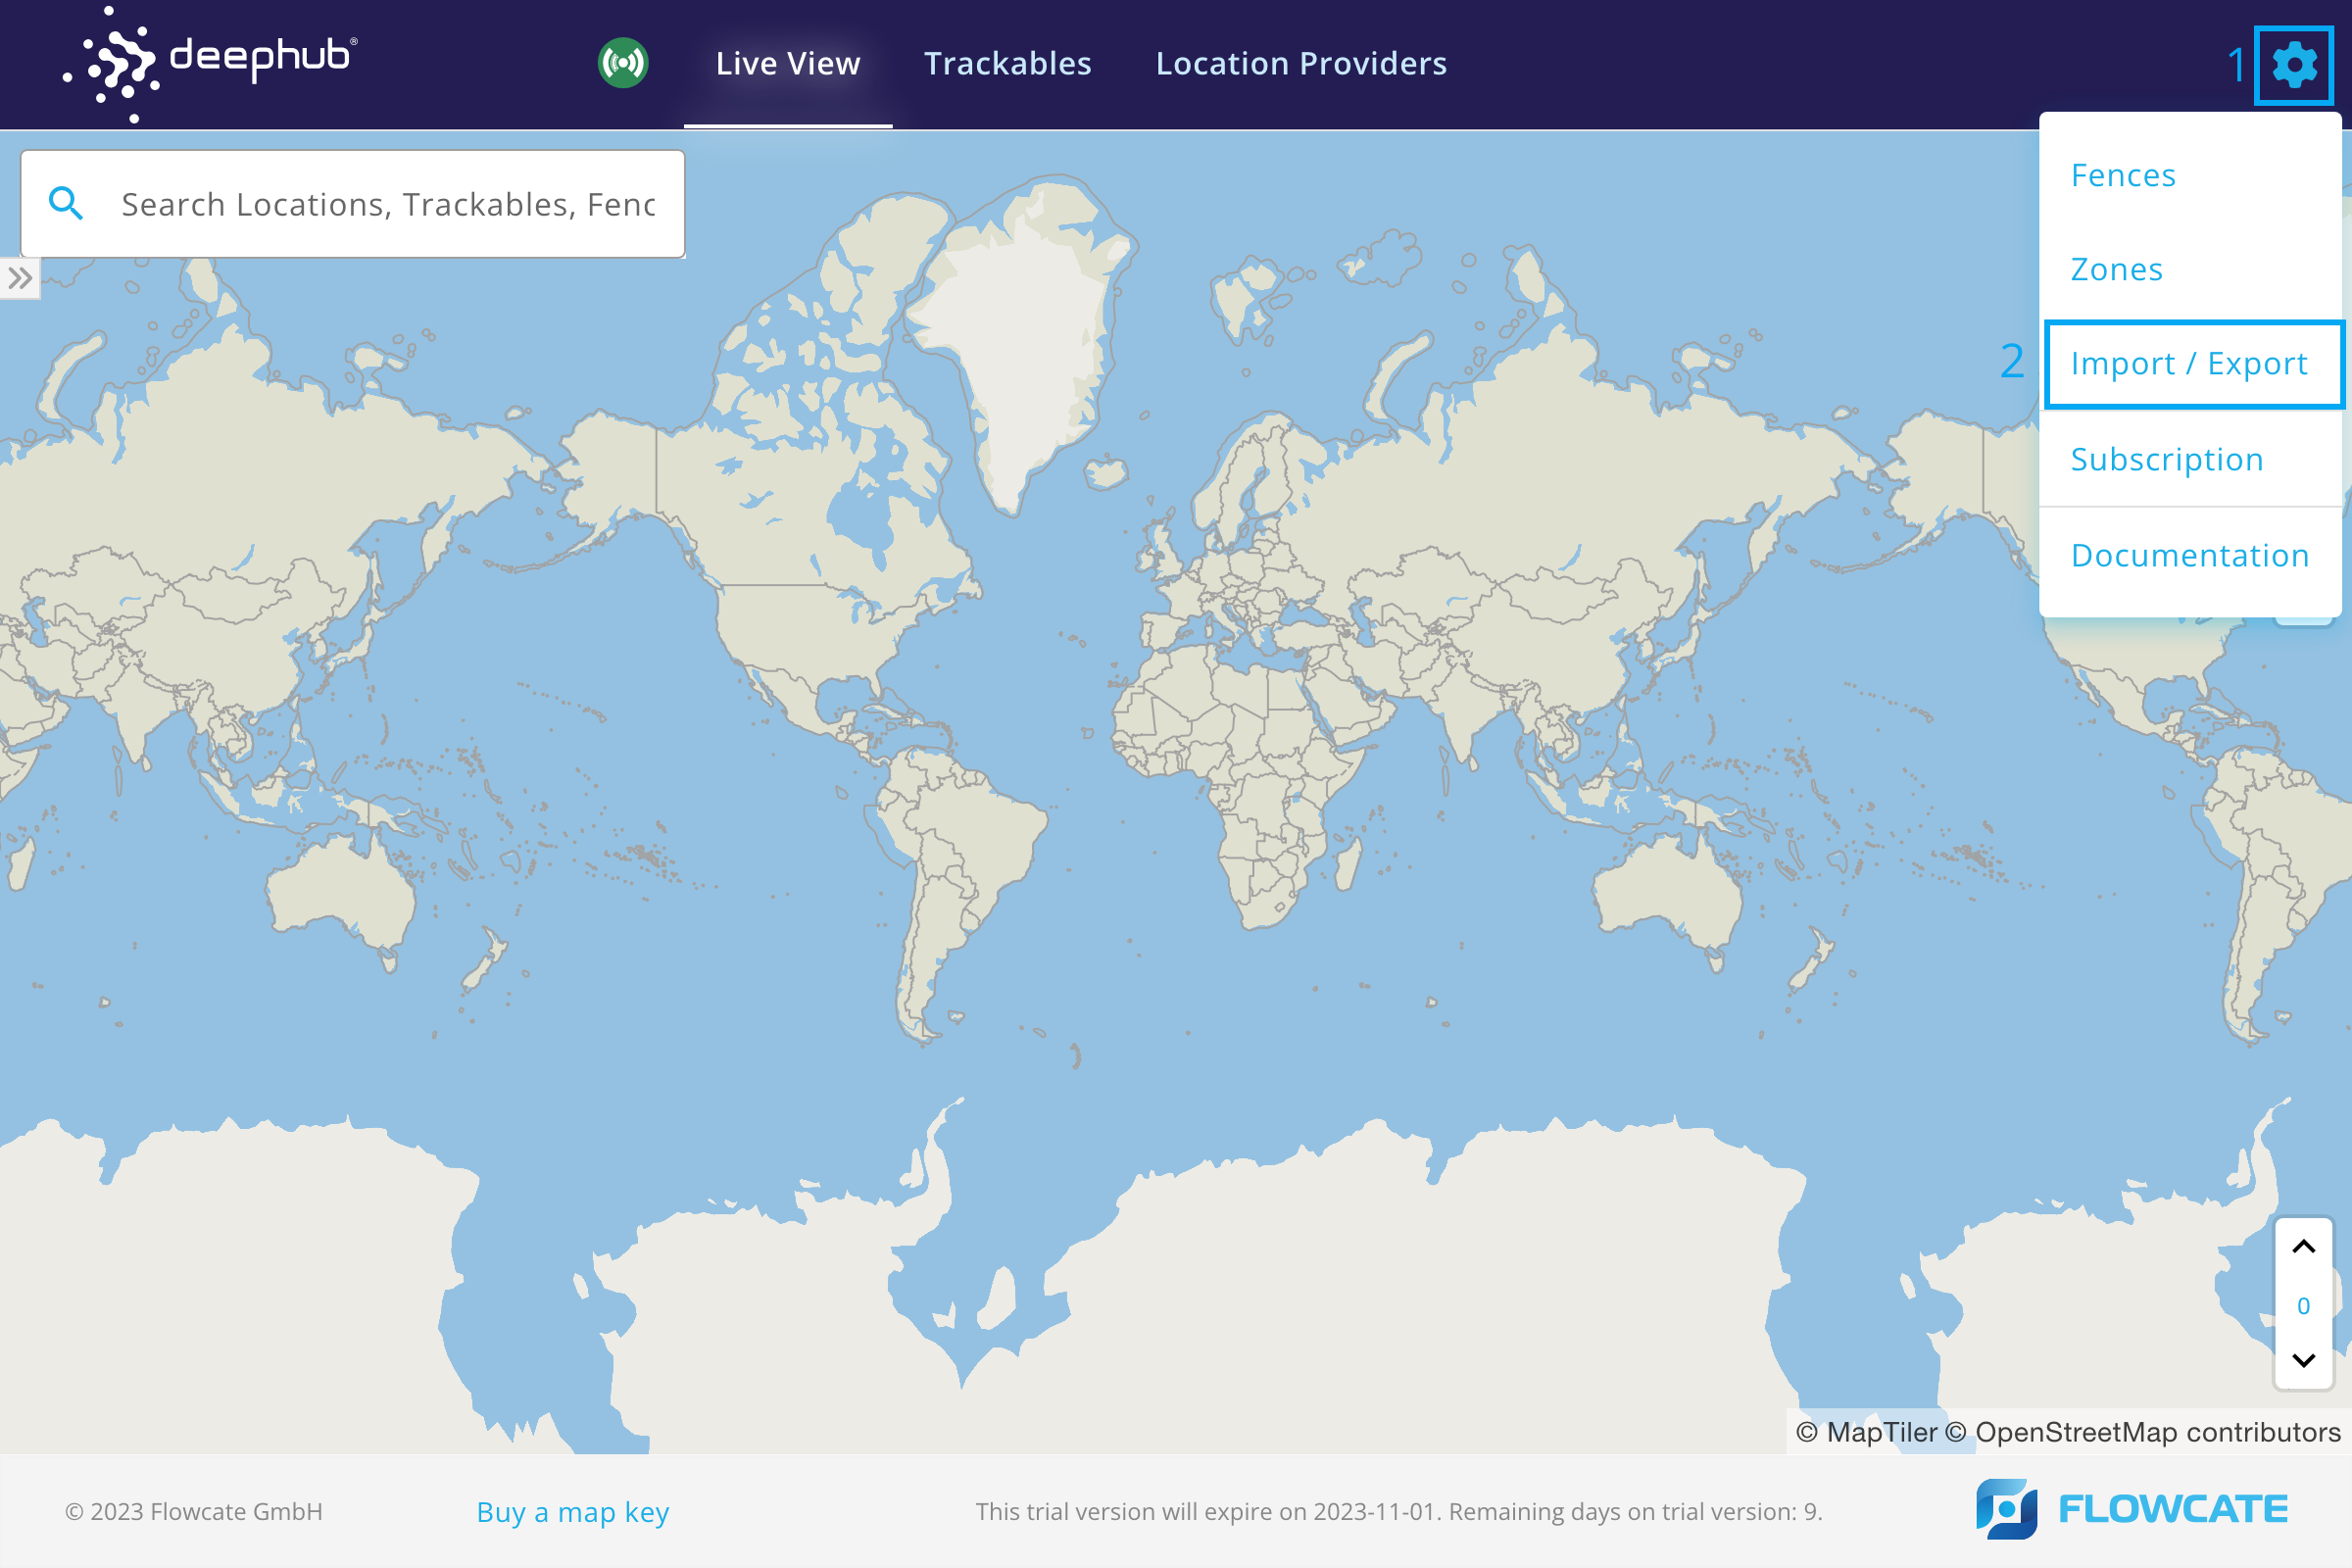 deephub®
Live View
Trackables
Location Providers
1
Search Locations, Trackables, Fenc
Fences
Zones
2
Import / Export
Subscription
Documentation
0
© MapTiler © OpenStreetMap contributors
© 2023 Flowcate GmbH
Buy a map key
This trial version will expire on 2023-11-01. Remaining days on trial version: 9.
FLOWCATE